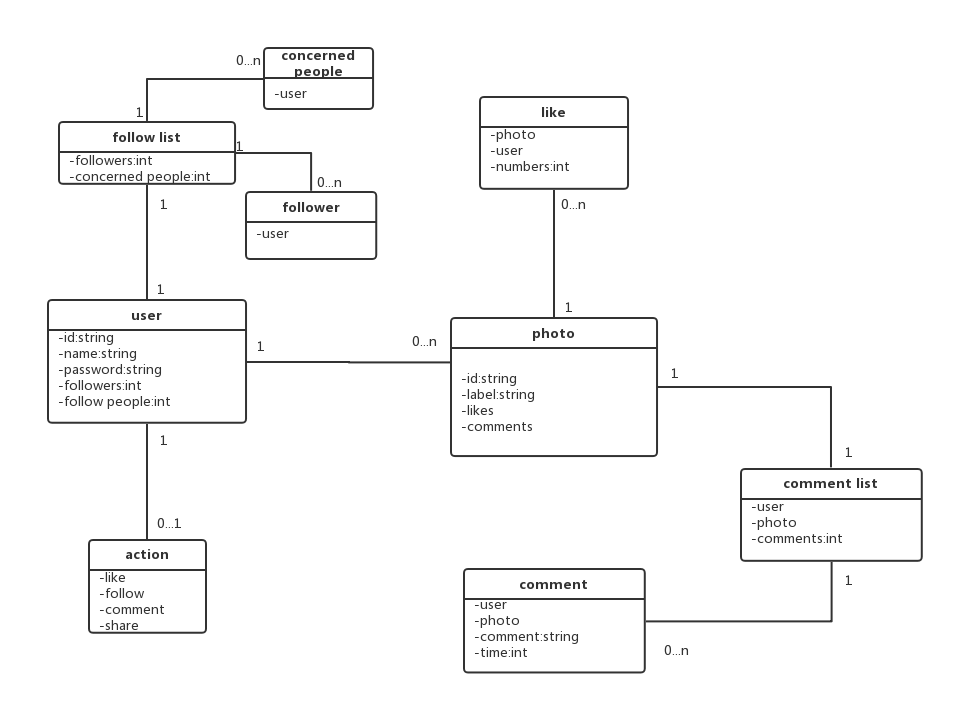 0...n
concerned
people
-user
1
follow list
-followers:int
-concerned people:int
1
0...n
follower
-user
1
1
user
-id:string
-name:string
-password:string
-followers:int
-follow people:int
1
0...n
1
0...1
action
-like
-follow
-comment
-share
like
-photo
-user
-numbers:int
0...n
1
photo
-id:string
-label:string
-likes
-comments
1
1
comment list
-user
-photo
-comments:int
1
0...n
comment
-user
-photo
-comment:string
-time:int